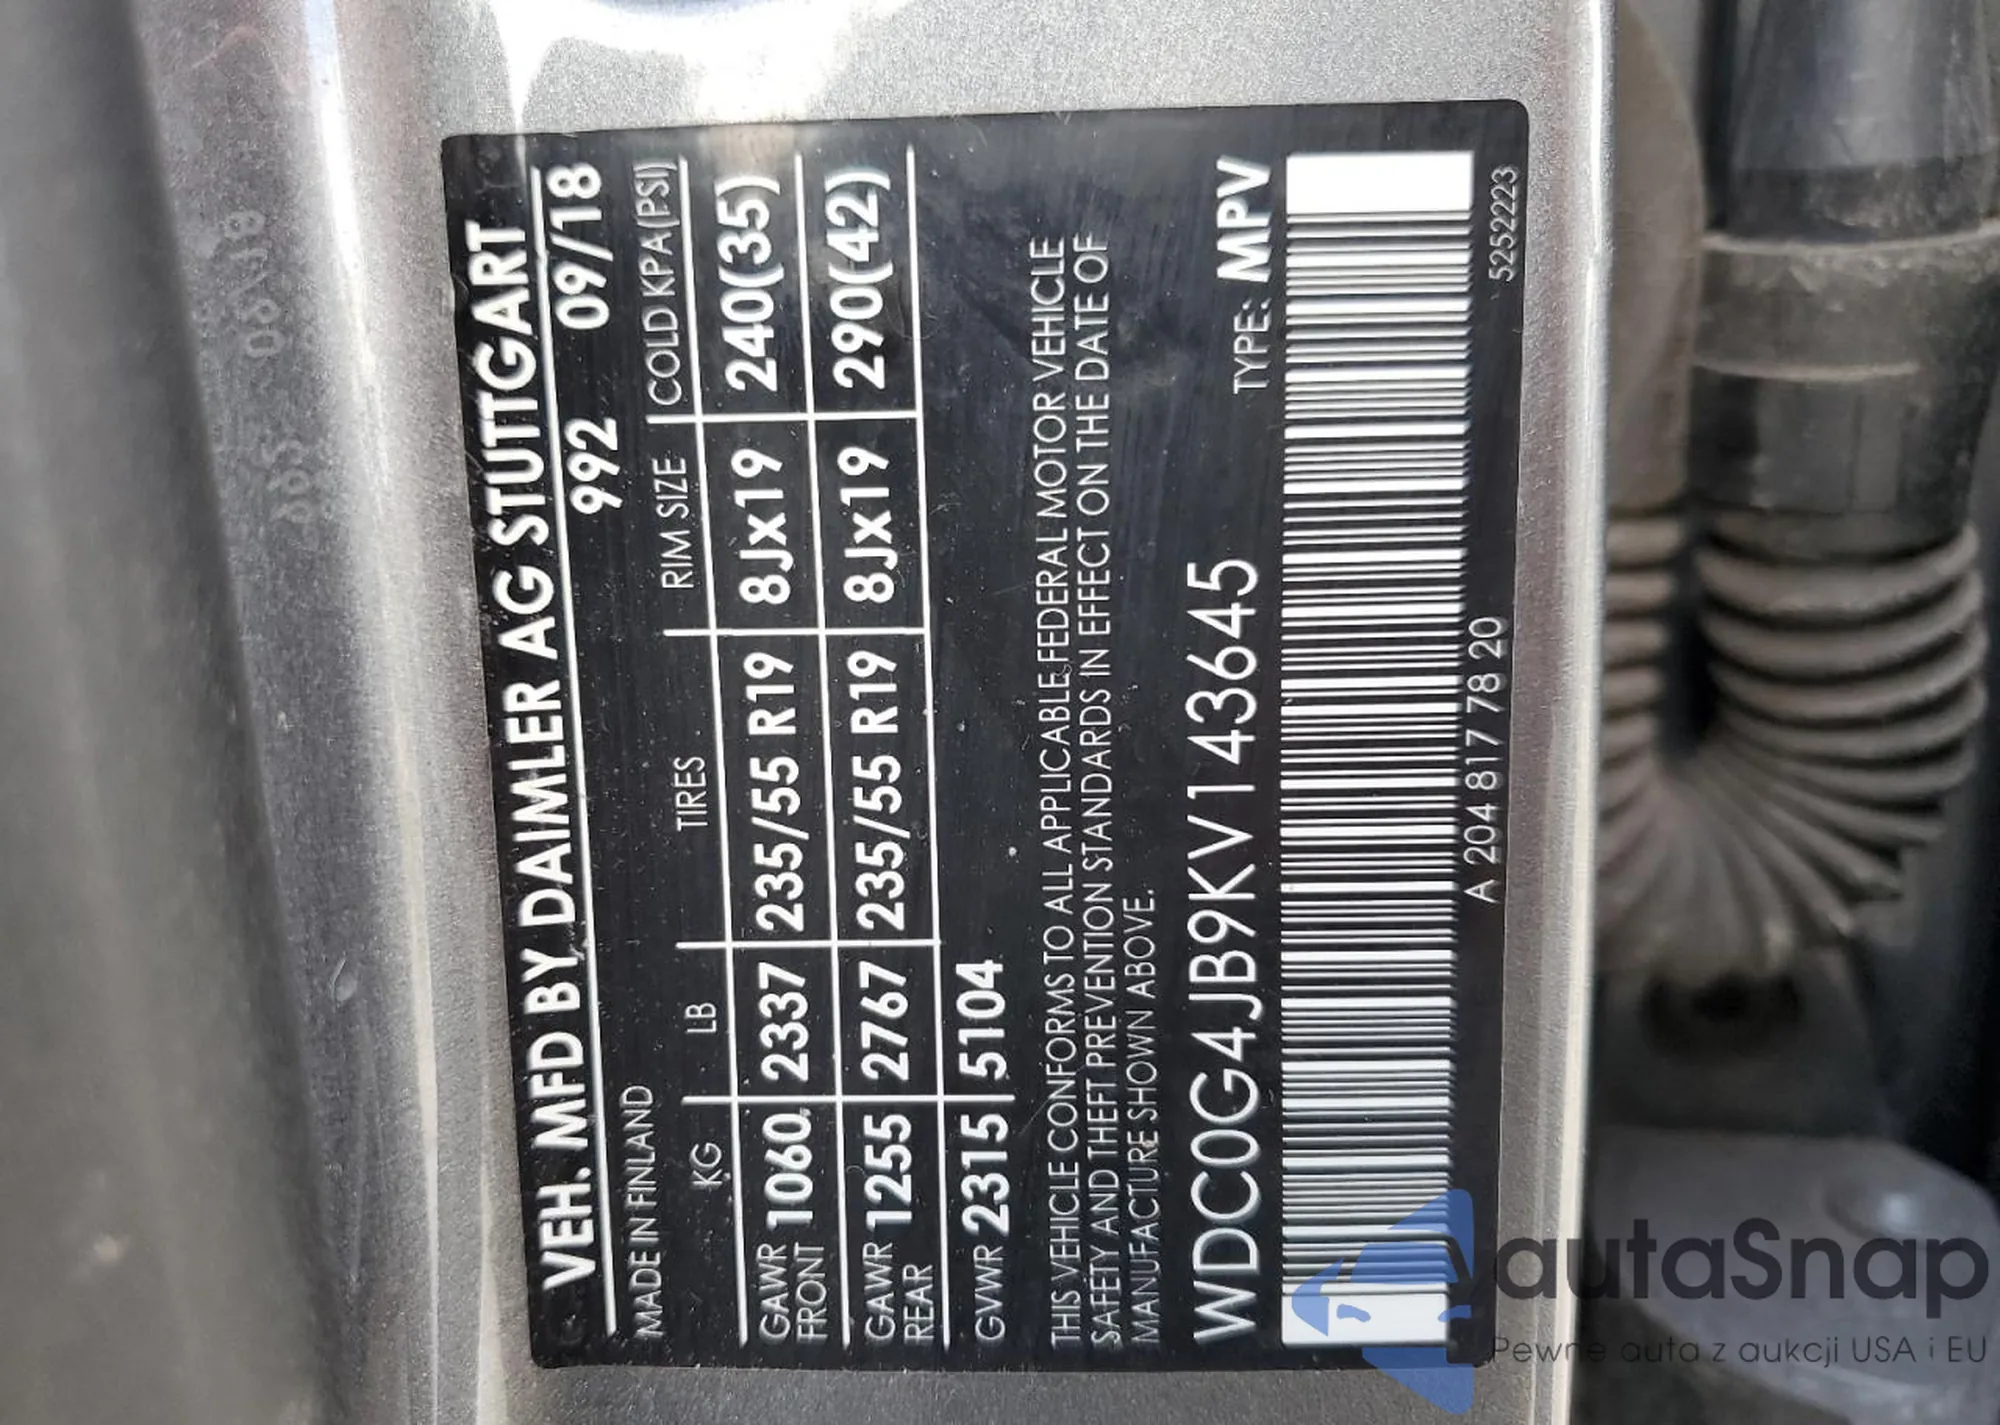 VEH. MFD BY DAIMLER AG STUTTGART
MADE IN FINLAND 992 09/18
KG LB TIRES RIM SIZE COLD KPA(PSI)
GAWR FRONT 1060 2337 235/55 R19 8Jx19 240(35)
GAWR REAR 1255 2767 235/55 R19 8Jx19 290(42)
GVWR 2315 5104
THIS VEHICLE CONFORMS TO ALL APPLICABLE FEDERAL MOTOR VEHICLE
SAFETY AND THEFT PREVENTION STANDARDS IN EFFECT ON THE DATE OF
MANUFACTURE SHOWN ABOVE.
WDC0G4JB9KV143645 TYPE: MPV
A 204 817 78 20 5252223
autaSnap
Pewne auta z aukcji USA i EU